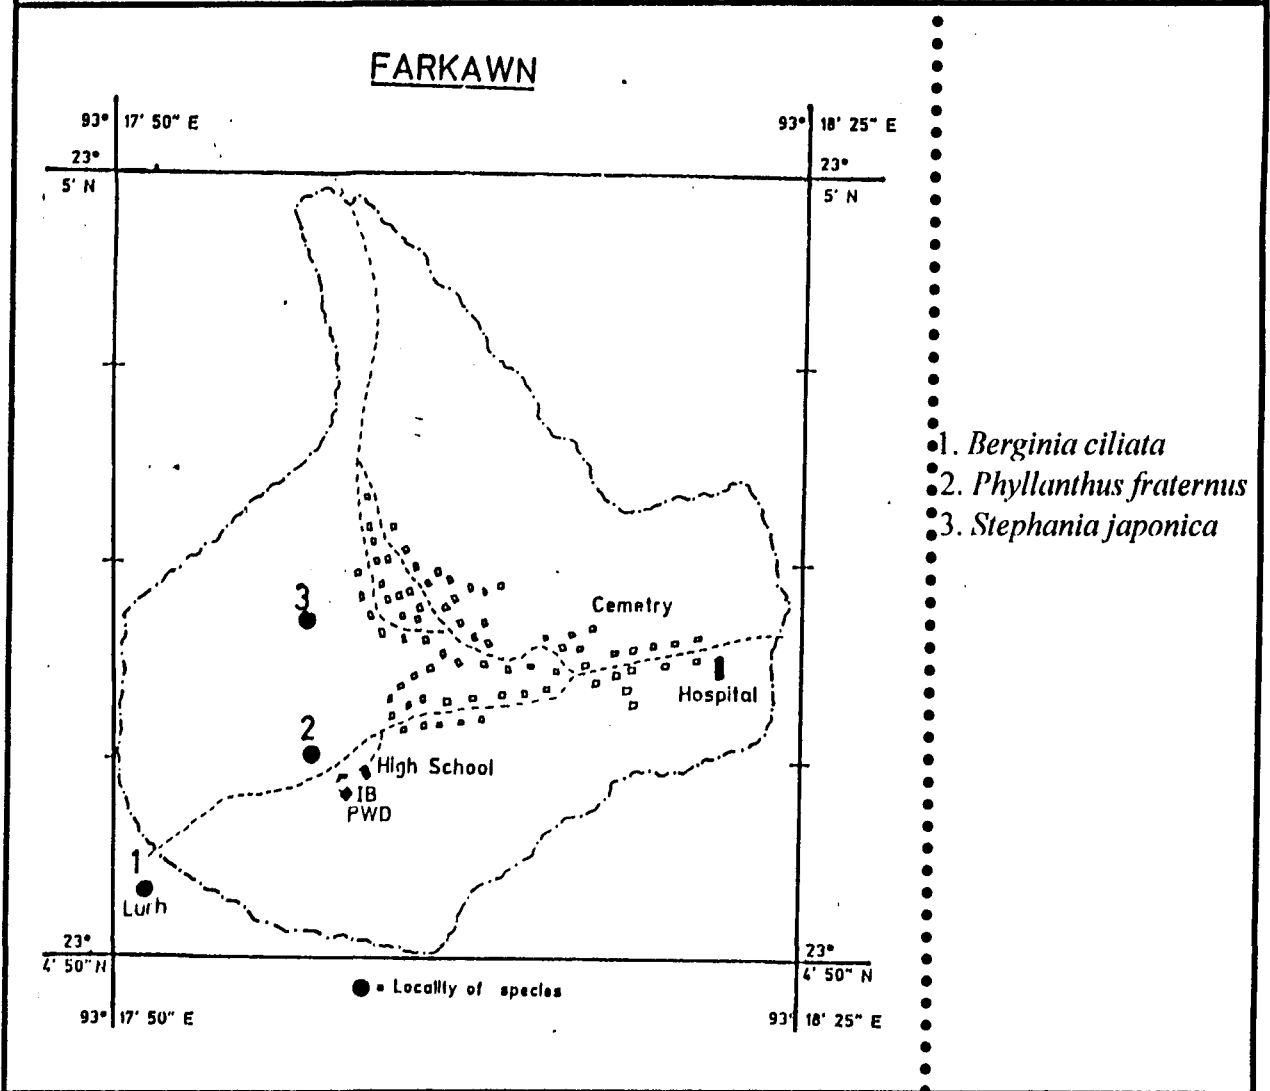 FARKAWN
93° 17' 50" E
93° 18' 25" E
23°
5' N
23°
5' N
1. Berginia ciliata
2. Phyllanthus fraternus
3. Stephania japonica
3
Cemetry
Hospital
2
High School
IB
PWD
1
Lurh
23°
4' 50" N
23°
4' 50" N
● = Locality of species
93° 17' 50" E
93° 18' 25" E